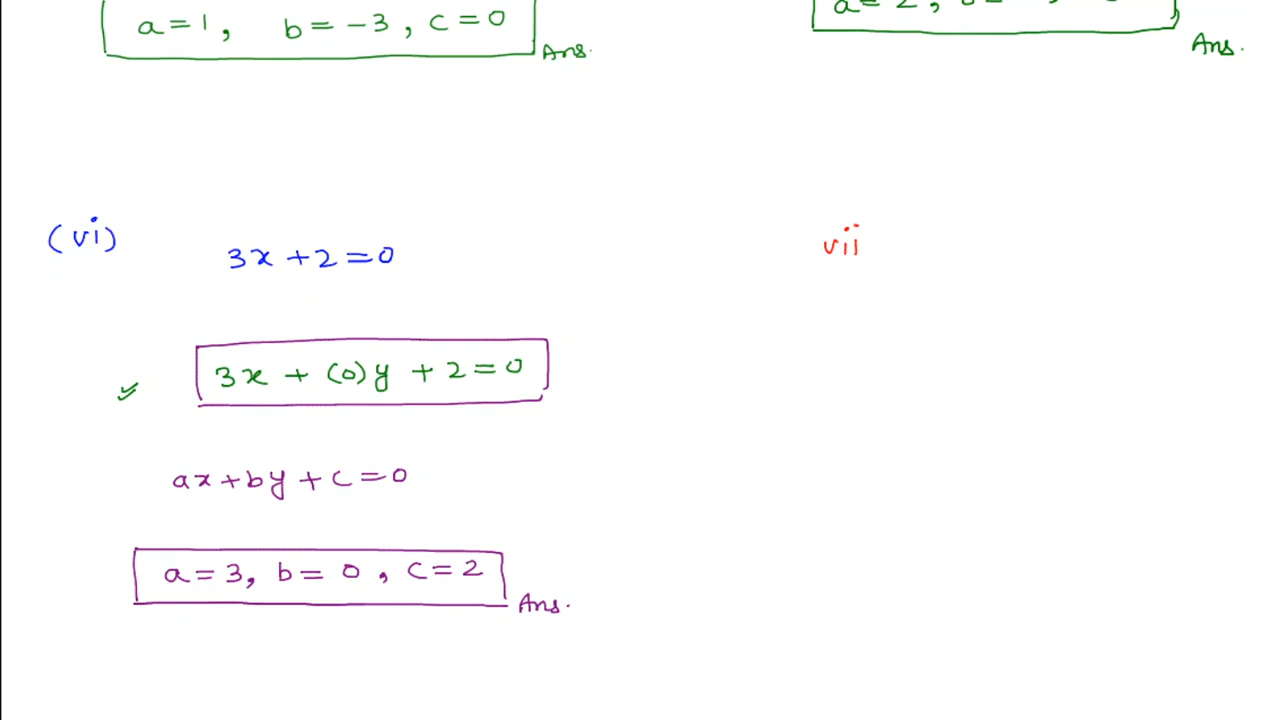 a=1, b=-3, c=0
Ans.
a=2,
Ans.
(vi)
3x+2=0
3x + (0)y + 2=0
ax+by+c=0
a=3, b=0, c=2
Ans.
vii